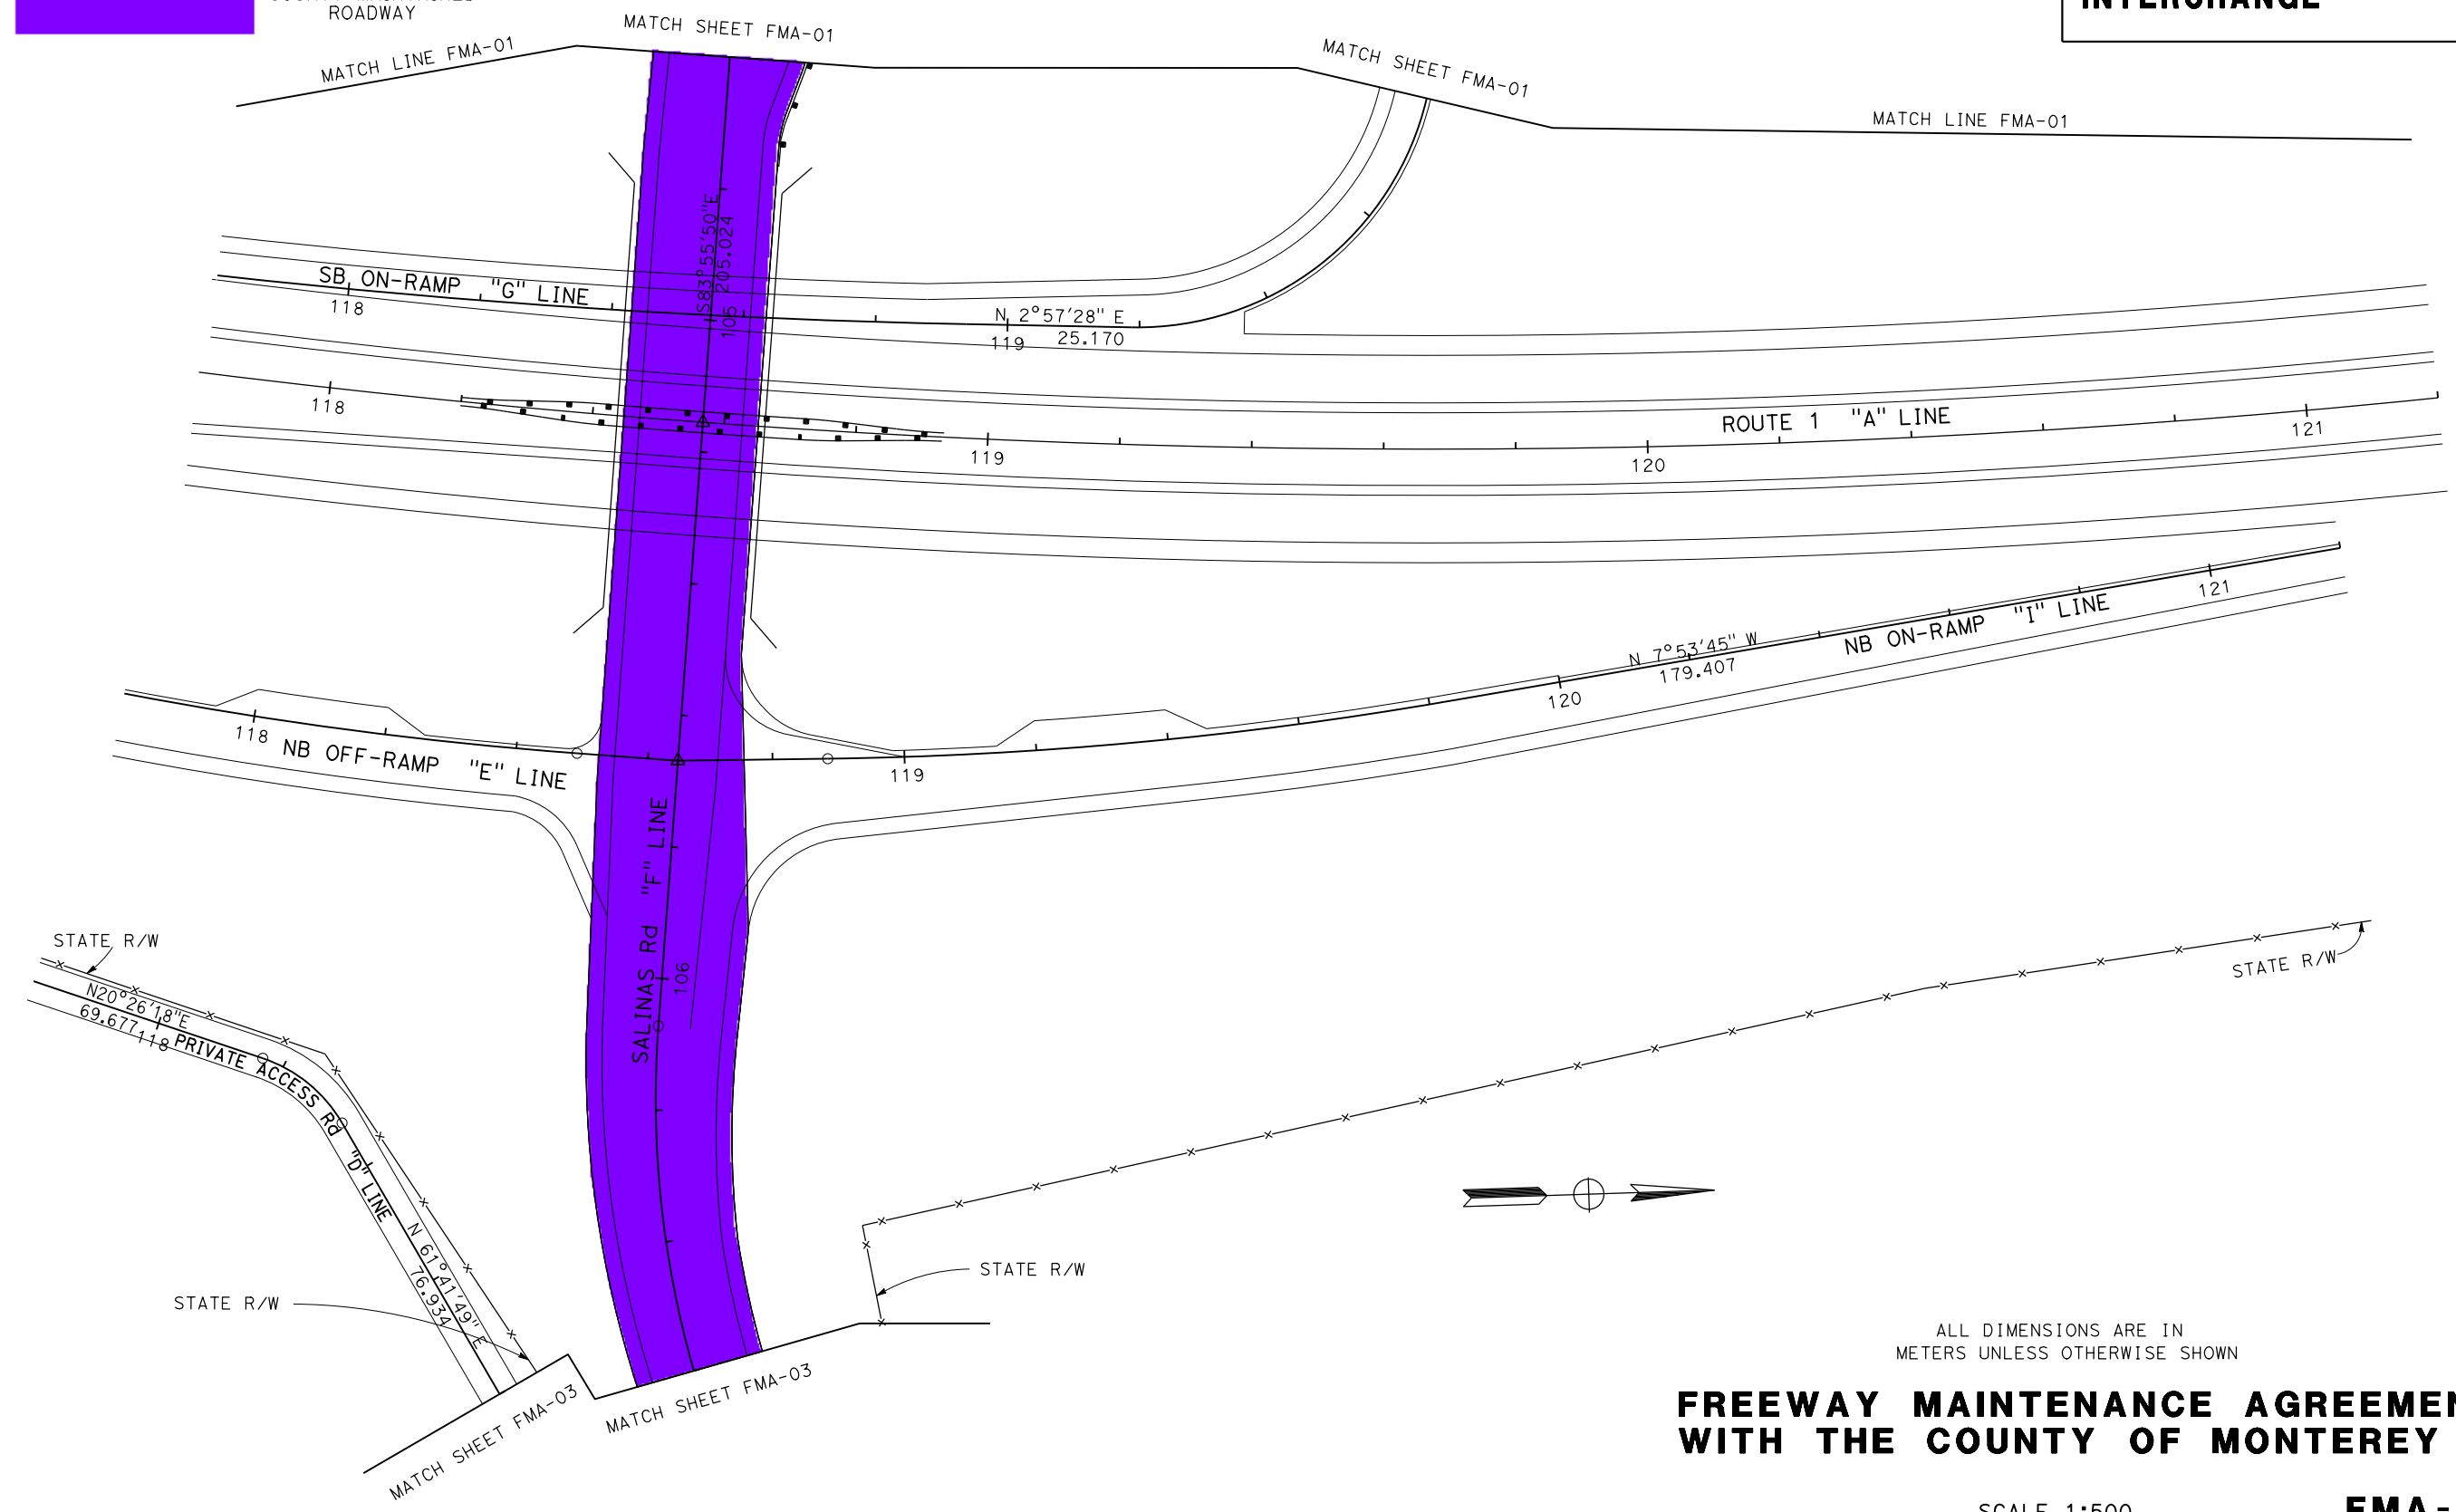 ROADWAY
INTERCHANGE
MATCH SHEET FMA-01
MATCH LINE FMA-01
MATCH SHEET FMA-01
MATCH LINE FMA-01
S83°55'50"E
205.024
105
SB ON-RAMP "G" LINE
118
N 2°57'28" E
119
25.170
118
119
ROUTE 1 "A" LINE
120
121
121
N 7°53'45" W
179.407
NB ON-RAMP "I" LINE
120
118
NB OFF-RAMP "E" LINE
119
SALINAS Rd "F" LINE
106
STATE R/W
STATE R/W
N20°26'18"E
69.677
118
PRIVATE ACCESS Rd "D" LINE
N 61°41'49" E
76.934
STATE R/W
STATE R/W
MATCH SHEET FMA-03
MATCH SHEET FMA-03
ALL DIMENSIONS ARE IN
METERS UNLESS OTHERWISE SHOWN
FREEWAY MAINTENANCE AGREEMEN
WITH THE COUNTY OF MONTEREY
SCALE 1:500
FMA-